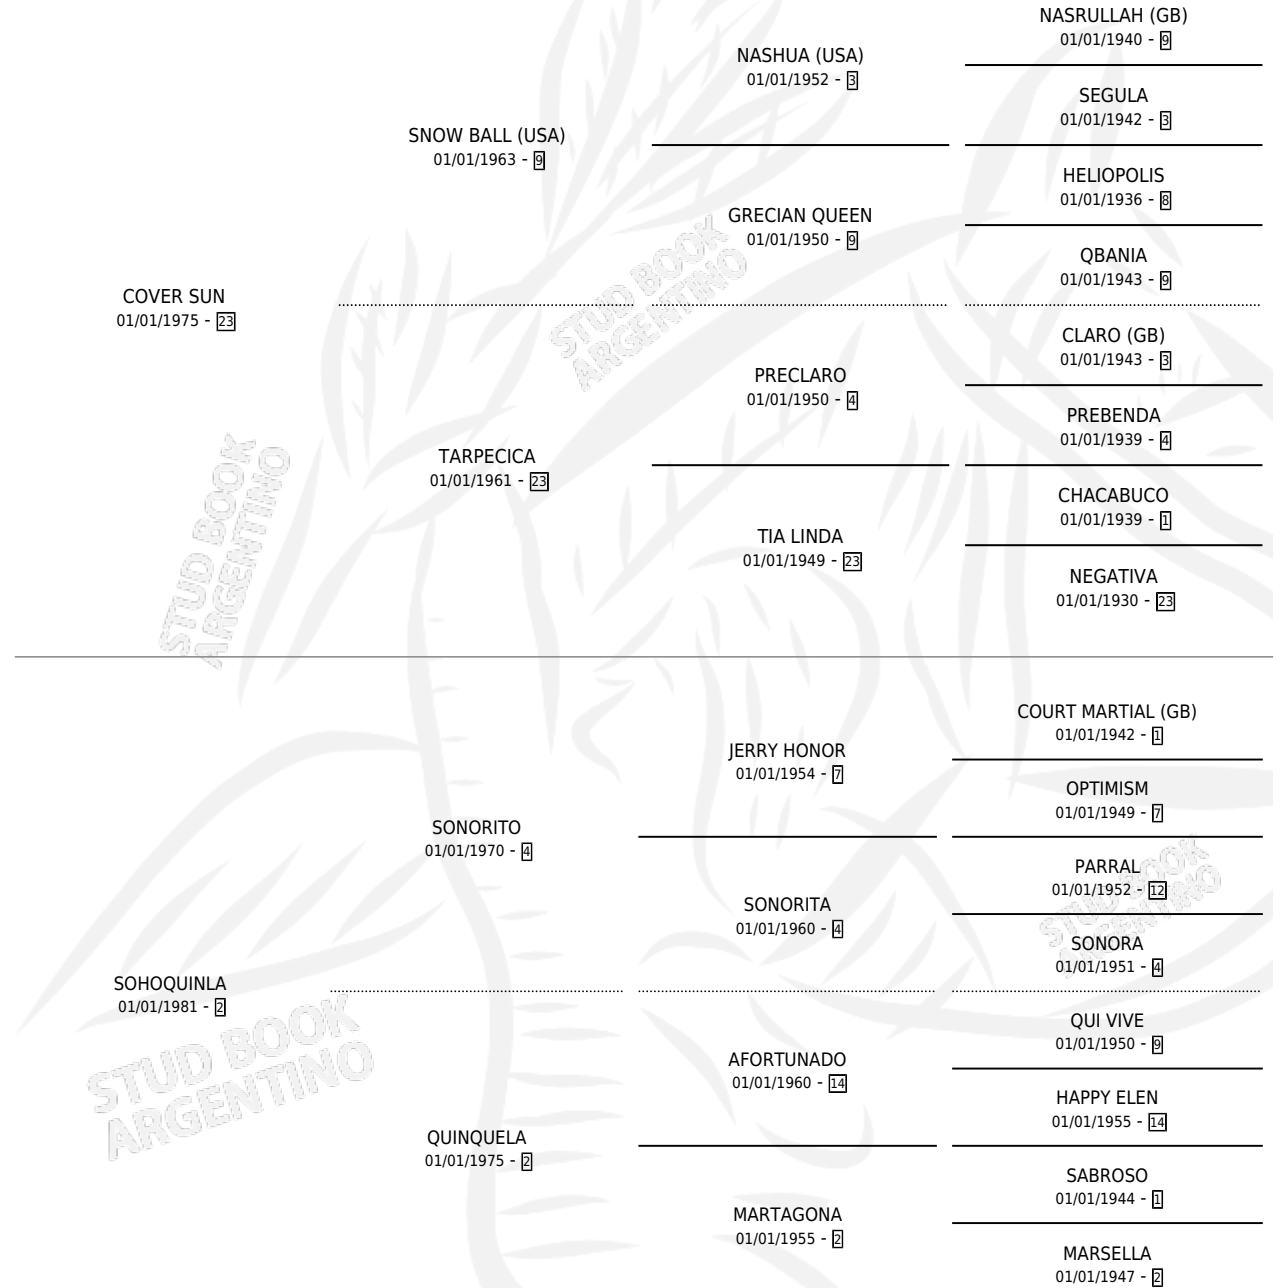 NASRULLAH (GB)
01/01/1940 - 9
NASHUA (USA)
01/01/1952 - 3
SEGULA
01/01/1942 - 3
SNOW BALL (USA)
01/01/1963 - 9
HELIOPOLIS
01/01/1936 - 8
GRECIAN QUEEN
01/01/1950 - 9
QBANIA
01/01/1943 - 9
COVER SUN
01/01/1975 - 23
CLARO (GB)
01/01/1943 - 3
PRECLARO
01/01/1950 - 4
PREBENDA
01/01/1939 - 4
TARPECICA
01/01/1961 - 23
CHACABUCO
01/01/1939 - 1
TIA LINDA
01/01/1949 - 23
NEGATIVA
01/01/1930 - 23
COURT MARTIAL (GB)
01/01/1942 - 1
JERRY HONOR
01/01/1954 - 7
OPTIMISM
01/01/1949 - 7
SONORITO
01/01/1970 - 4
PARRAL
01/01/1952 - 12
SONORITA
01/01/1960 - 4
SONORA
01/01/1951 - 4
SOHOQUINLA
01/01/1981 - 2
QUI VIVE
01/01/1950 - 9
AFORTUNADO
01/01/1960 - 14
HAPPY ELEN
01/01/1955 - 14
QUINQUELA
01/01/1975 - 2
SABROSO
01/01/1944 - 1
MARTAGONA
01/01/1955 - 2
MARSELLA
01/01/1947 - 2
STUD BOOK
ARGENTINO
STUD BOOK
ARGENTINO
STUD BOOK
ARGENTINO
STUD BOOK
ARGENTINO